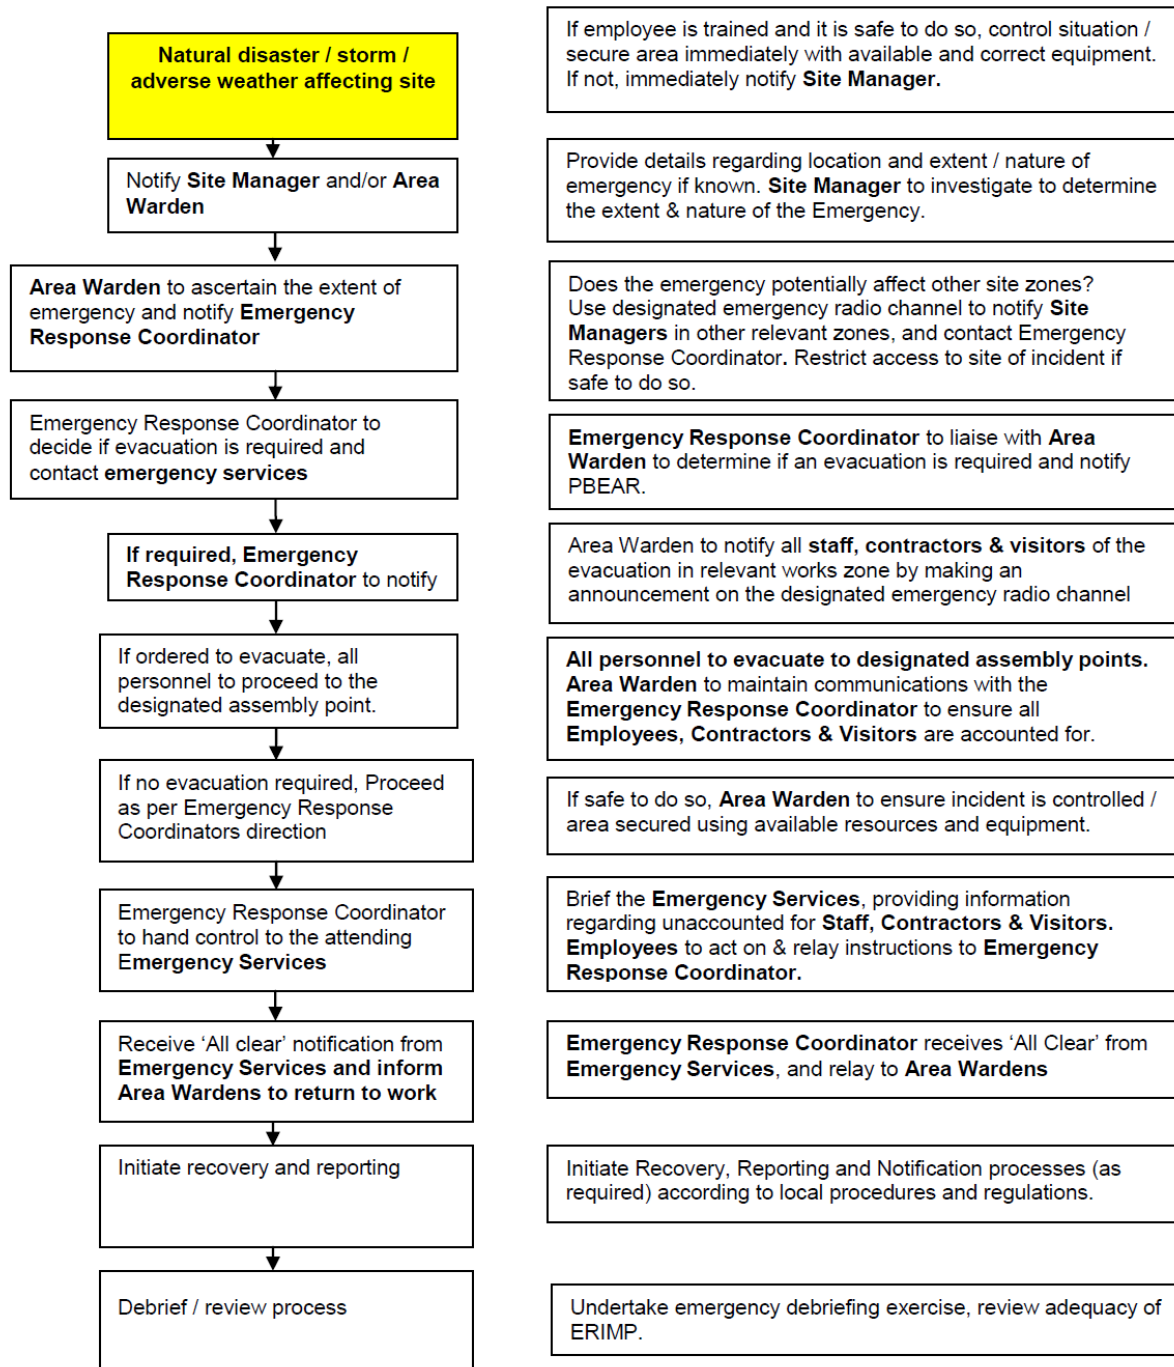 Natural disaster / storm /
adverse weather affecting site
If employee is trained and it is safe to do so, control situation /
secure area immediately with available and correct equipment.
If not, immediately notify Site Manager.
Notify Site Manager and/or Area
Warden
Provide details regarding location and extent / nature of
emergency if known. Site Manager to investigate to determine
the extent & nature of the Emergency.
Area Warden to ascertain the extent of
emergency and notify Emergency
Response Coordinator
Does the emergency potentially affect other site zones?
Use designated emergency radio channel to notify Site
Managers in other relevant zones, and contact Emergency
Response Coordinator. Restrict access to site of incident if
safe to do so.
Emergency Response Coordinator to
decide if evacuation is required and
contact emergency services
Emergency Response Coordinator to liaise with Area
Warden to determine if an evacuation is required and notify
PBEAR.
If required, Emergency
Response Coordinator to notify
Area Warden to notify all staff, contractors & visitors of the
evacuation in relevant works zone by making an
announcement on the designated emergency radio channel
If ordered to evacuate, all
personnel to proceed to the
designated assembly point.
All personnel to evacuate to designated assembly points.
Area Warden to maintain communications with the
Emergency Response Coordinator to ensure all
Employees, Contractors & Visitors are accounted for.
If no evacuation required, Proceed
as per Emergency Response
Coordinators direction
If safe to do so, Area Warden to ensure incident is controlled /
area secured using available resources and equipment.
Emergency Response Coordinator
to hand control to the attending
Emergency Services
Brief the Emergency Services, providing information
regarding unaccounted for Staff, Contractors & Visitors.
Employees to act on & relay instructions to Emergency
Response Coordinator.
Receive ‘All clear’ notification from
Emergency Services and inform
Area Wardens to return to work
Emergency Response Coordinator receives ‘All Clear’ from
Emergency Services, and relay to Area Wardens
Initiate recovery and reporting
Initiate Recovery, Reporting and Notification processes (as
required) according to local procedures and regulations.
Debrief / review process
Undertake emergency debriefing exercise, review adequacy of
ERIMP.